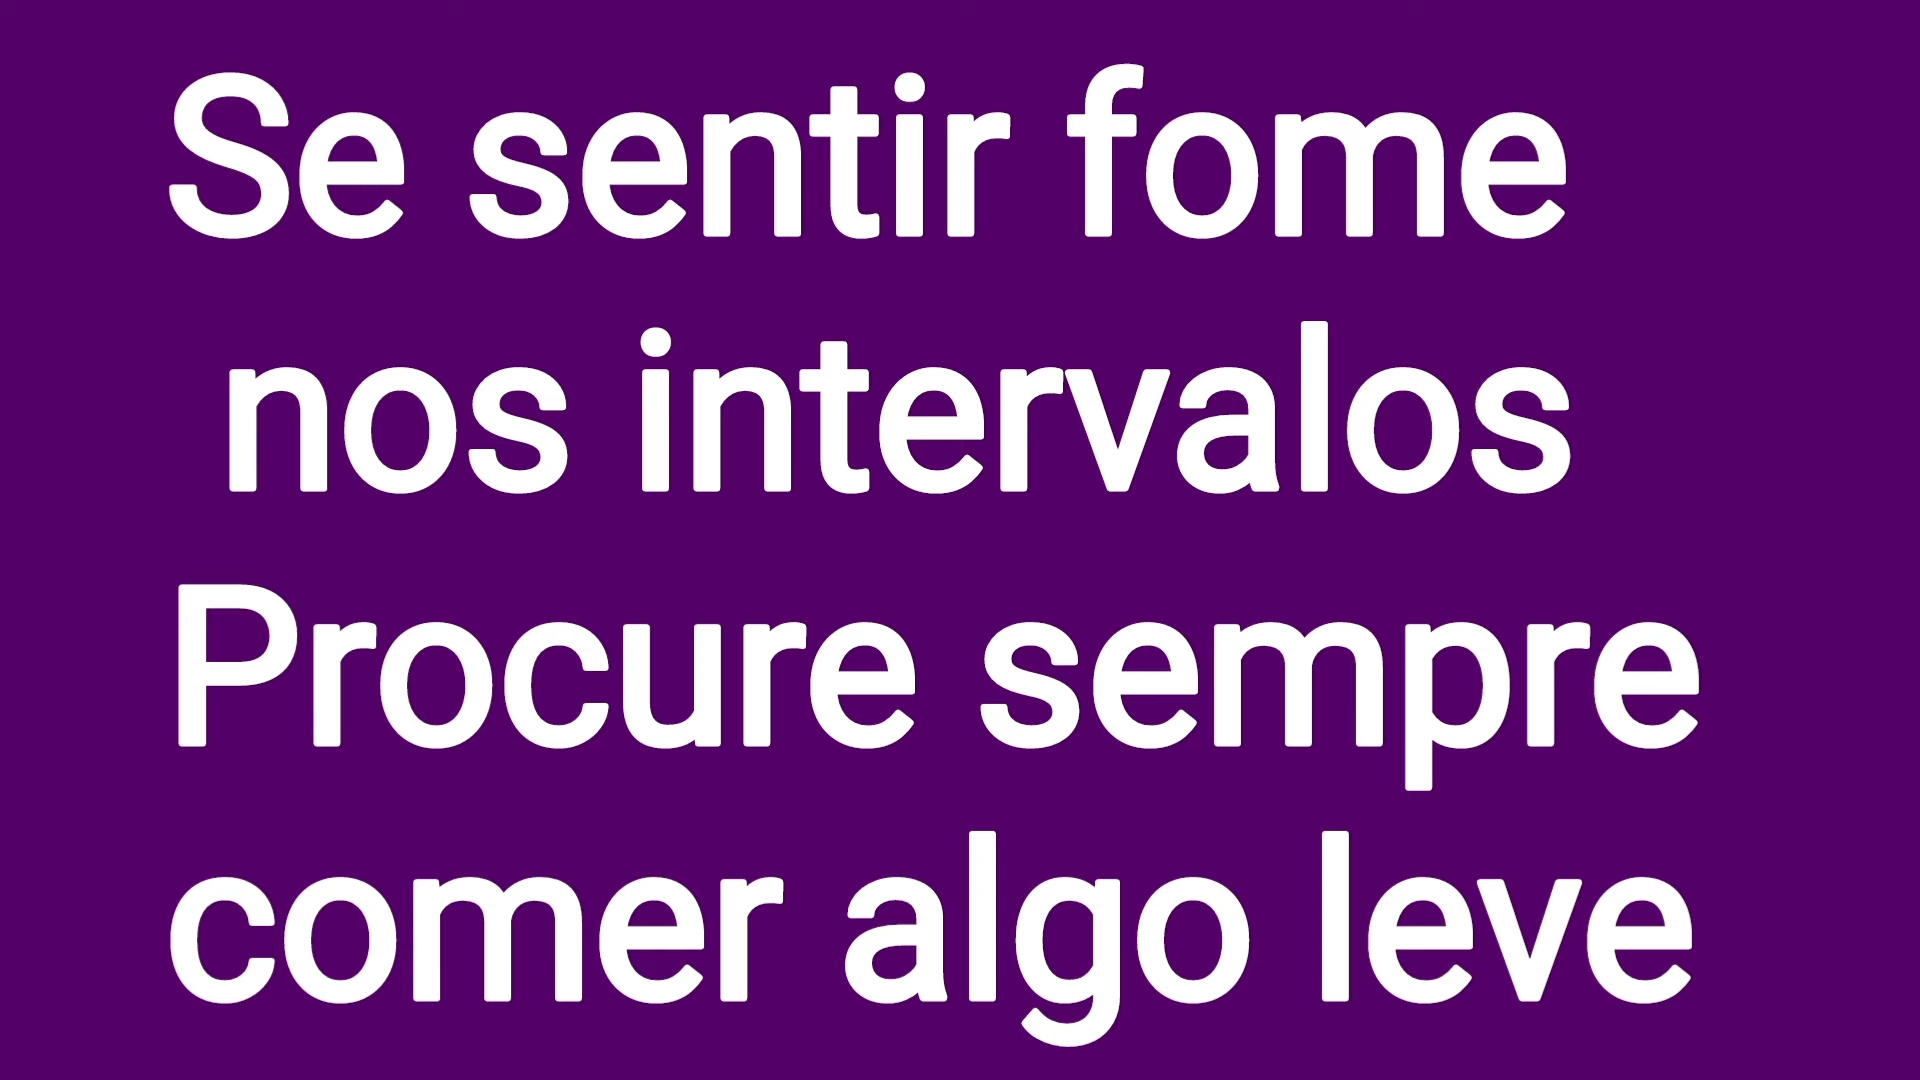 Se sentir fome
nos intervalos
Procure sempre
comer algo leve